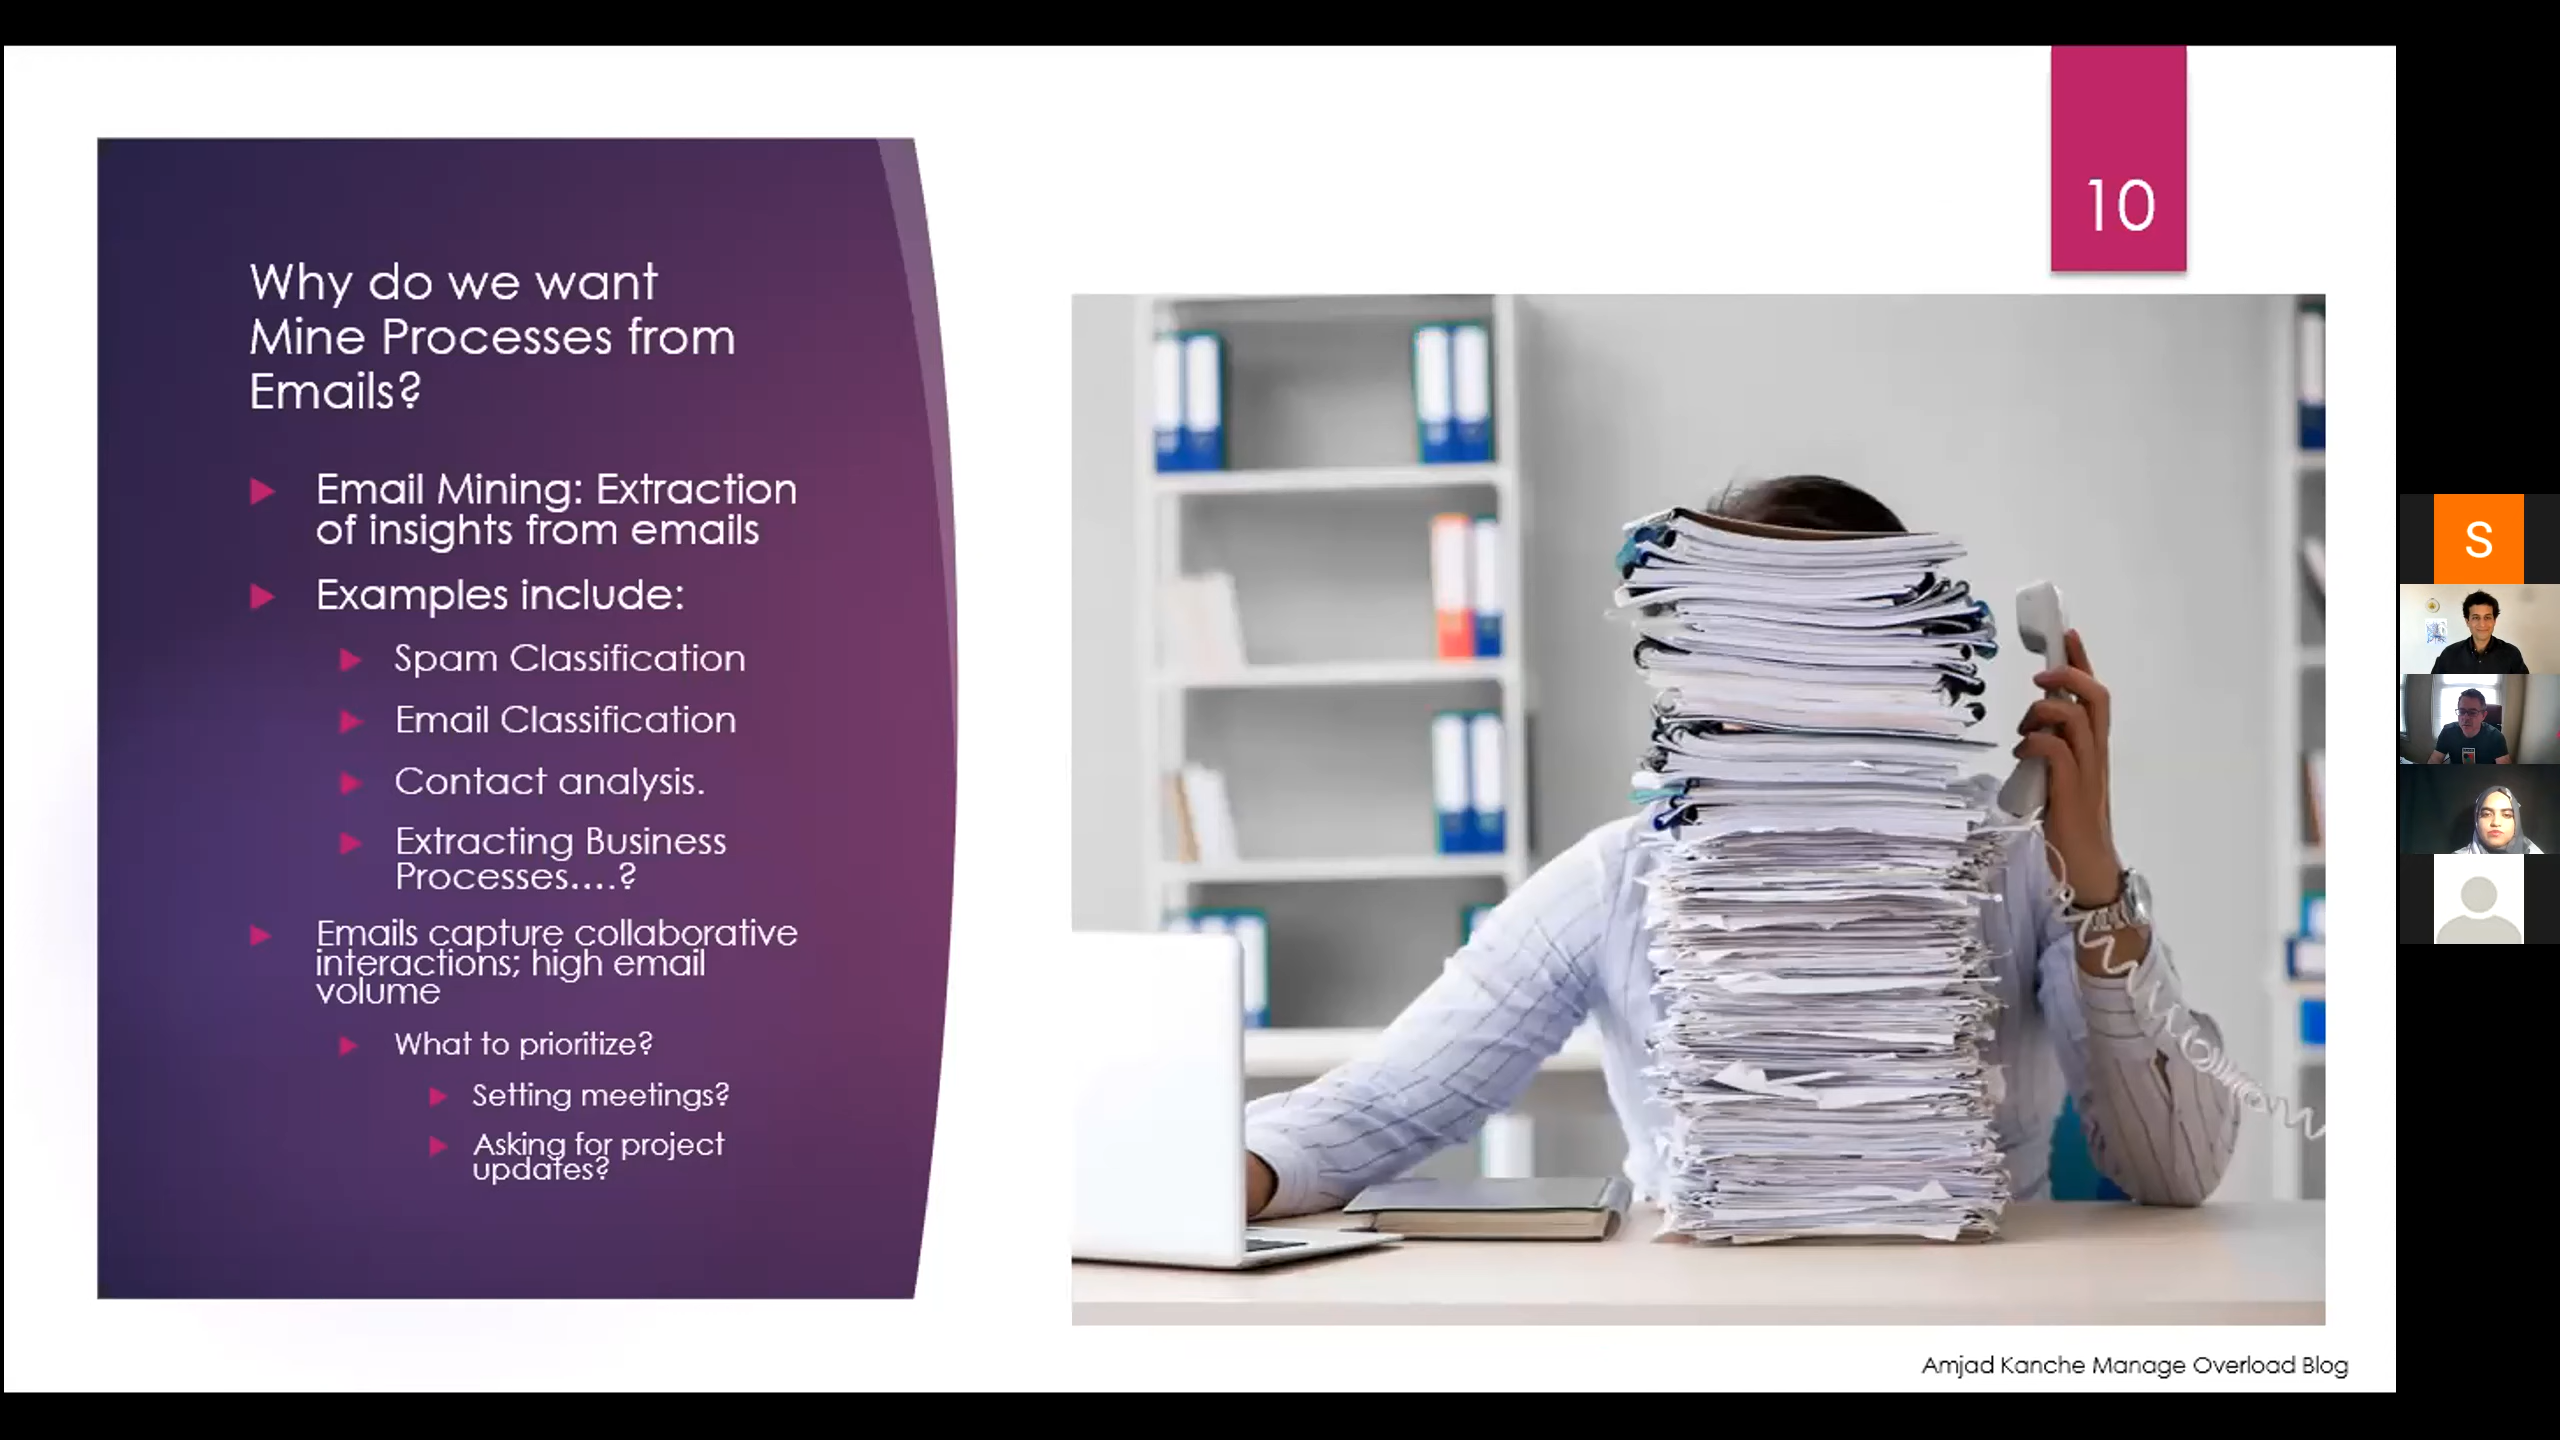 10
Why do we want
Mine Processes from
Emails?
Email Mining: Extraction
of insights from emails
Examples include:
Spam Classification
Email Classification
Contact analysis.
Extracting Business
Processes....?
Emails capture collaborative
interactions; high email
volume
What to prioritize?
Setting meetings?
Asking for project
updates?
Amjad Kanche Manage Overload Blog
S